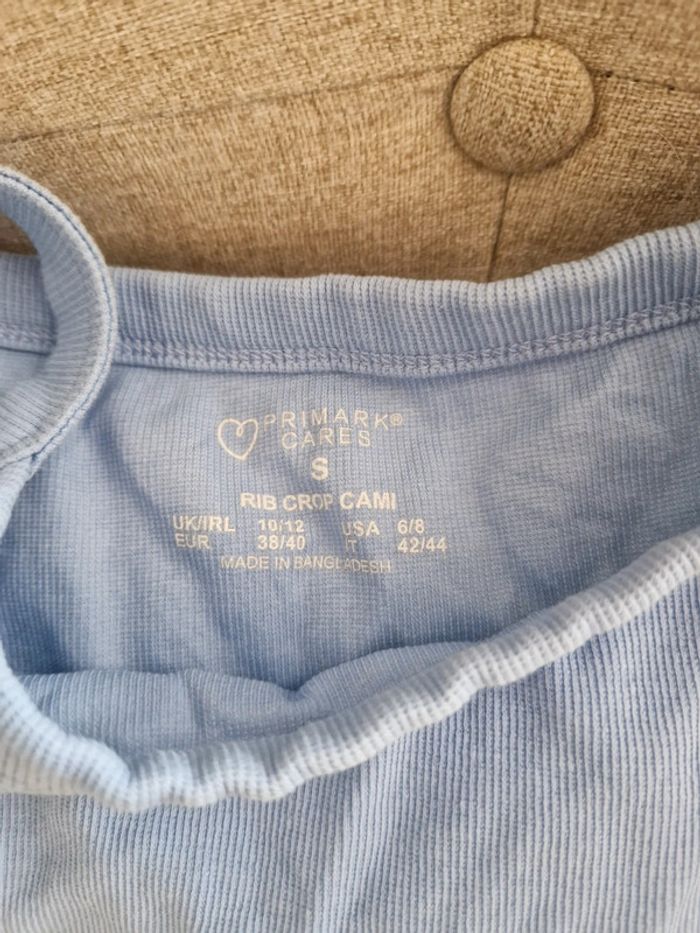 PRIMARK®
CARES
S
RIB CROP CAMI
UK/IRL 10/12 USA 6/8
EUR 38/40 IT 42/44
MADE IN BANGLADESH